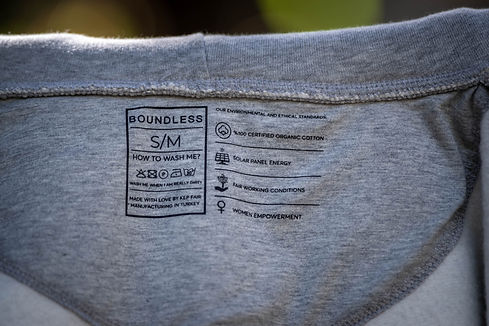 BOUNDLESS
S/M
HOW TO WASH ME?
WASH ME WHEN I AM REALLY DIRTY
MADE WITH LOVE BY KEP FAIR
MANUFACTURING IN TURKEY
OUR ENVIRONMENTAL AND ETHICAL STANDARDS
%100 CERTIFIED ORGANIC COTTON
SOLAR PANEL ENERGY
FAIR WORKING CONDITIONS
WOMEN EMPOWERMENT